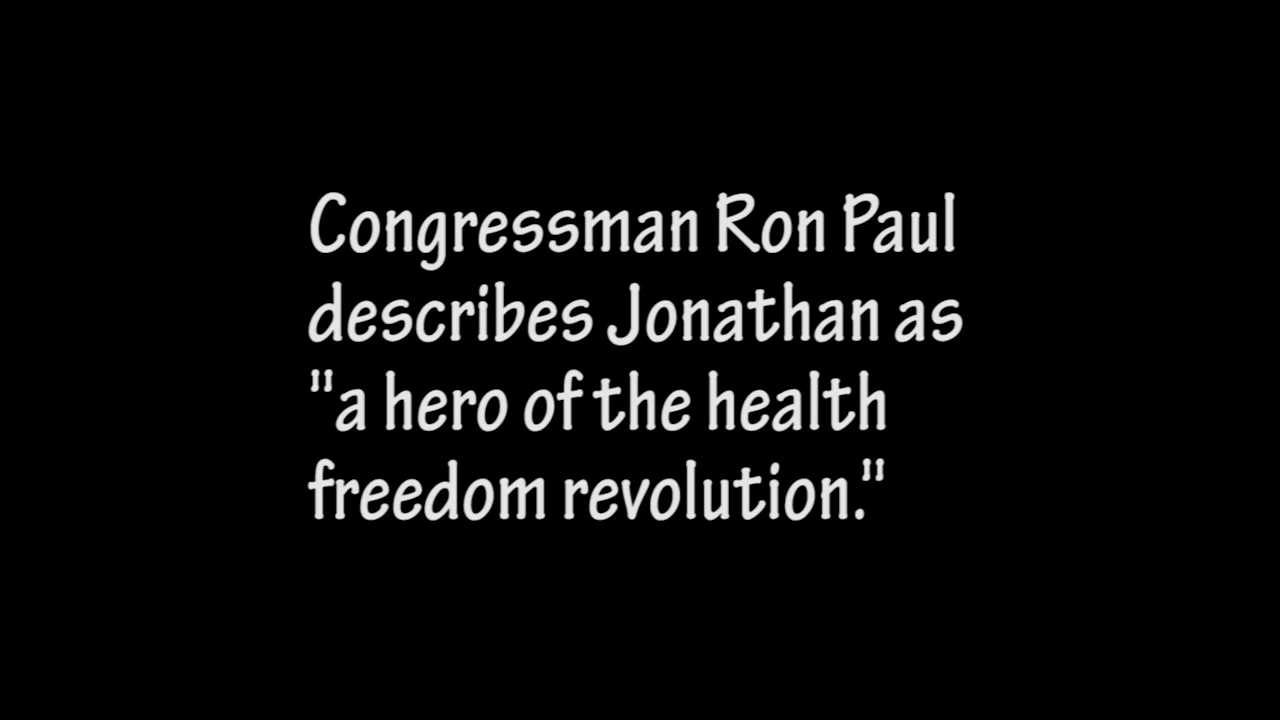 Congressman Ron Paul
describes Jonathan as
"a hero of the health
freedom revolution."